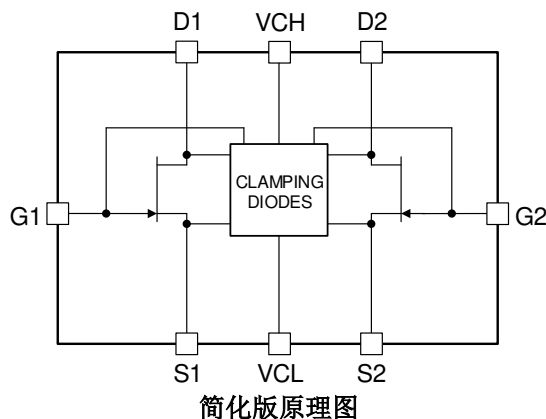 D1 VCH D2
CLAMPING
DIODES
G1 G2
S1 VCL S2
简化版原理图